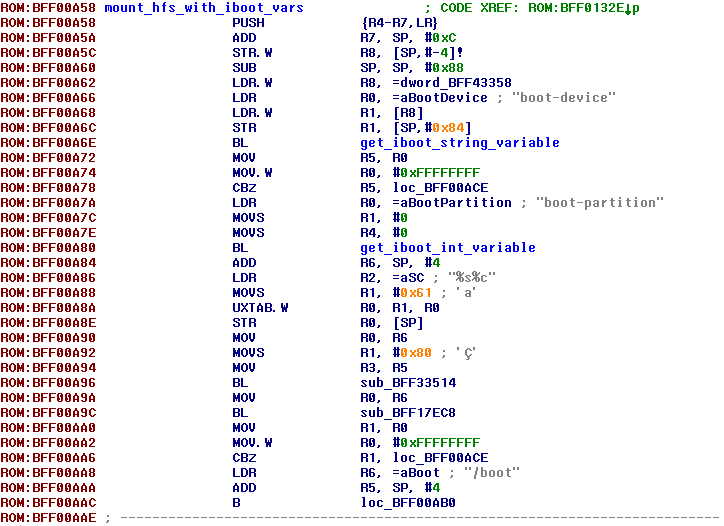 ROM:BFF00A58 mount_hfs_with_iboot_vars ; CODE XREF: ROM:BFF0132E↓p
ROM:BFF00A58 PUSH {R4-R7,LR}
ROM:BFF00A5A ADD R7, SP, #0xC
ROM:BFF00A5C STR.W R8, [SP,#-4]!
ROM:BFF00A60 SUB SP, SP, #0x88
ROM:BFF00A62 LDR.W R8, =dword_BFF43358
ROM:BFF00A66 LDR R0, =aBootDevice ; "boot-device"
ROM:BFF00A68 LDR.W R1, [R8]
ROM:BFF00A6C STR R1, [SP,#0x84]
ROM:BFF00A6E BL get_iboot_string_variable
ROM:BFF00A72 MOV R5, R0
ROM:BFF00A74 MOV.W R0, #0xFFFFFFFF
ROM:BFF00A78 CBZ R5, loc_BFF00ACE
ROM:BFF00A7A LDR R0, =aBootPartition ; "boot-partition"
ROM:BFF00A7C MOVS R1, #0
ROM:BFF00A7E MOVS R4, #0
ROM:BFF00A80 BL get_iboot_int_variable
ROM:BFF00A84 ADD R6, SP, #4
ROM:BFF00A86 LDR R2, =aSC ; "%s%c"
ROM:BFF00A88 MOVS R1, #0x61 ; 'a'
ROM:BFF00A8A UXTAB.W R0, R1, R0
ROM:BFF00A8E STR R0, [SP]
ROM:BFF00A90 MOV R0, R6
ROM:BFF00A92 MOVS R1, #0x80 ; 'Ç'
ROM:BFF00A94 MOV R3, R5
ROM:BFF00A96 BL sub_BFF33514
ROM:BFF00A9A MOV R0, R6
ROM:BFF00A9C BL sub_BFF17EC8
ROM:BFF00AA0 MOV R1, R0
ROM:BFF00AA2 MOV.W R0, #0xFFFFFFFF
ROM:BFF00AA6 CBZ R1, loc_BFF00ACE
ROM:BFF00AA8 LDR R6, =aBoot ; "/boot"
ROM:BFF00AAA ADD R5, SP, #4
ROM:BFF00AAC B loc_BFF00AB0
ROM:BFF00AAE ; ---------------------------------------------------------------------------